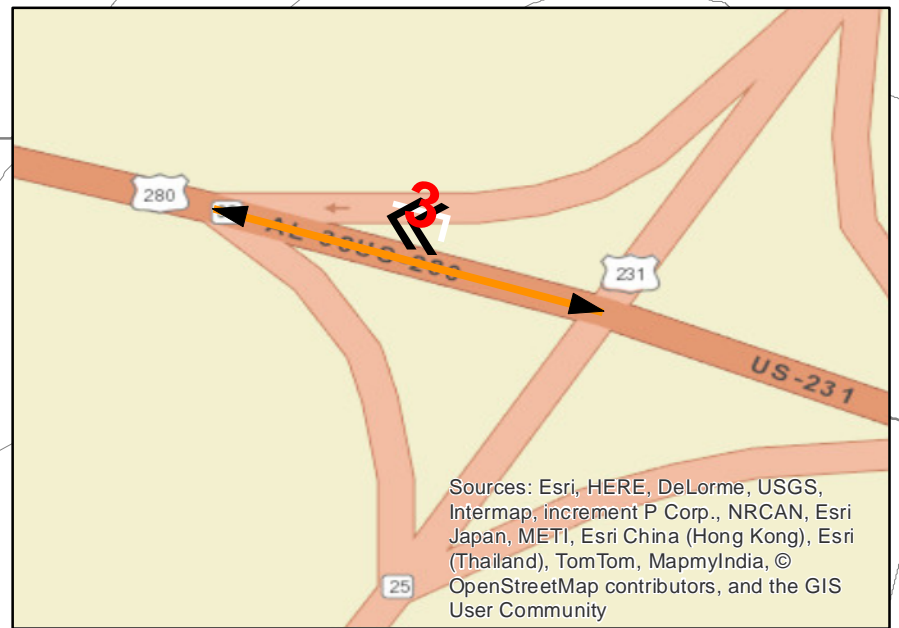 280
3
231
US-231
25
Sources: Esri, HERE, DeLorme, USGS,
Intermap, increment P Corp., NRCAN, Esri
Japan, METI, Esri China (Hong Kong), Esri
(Thailand), TomTom, MapmyIndia, ©
OpenStreetMap contributors, and the GIS
User Community